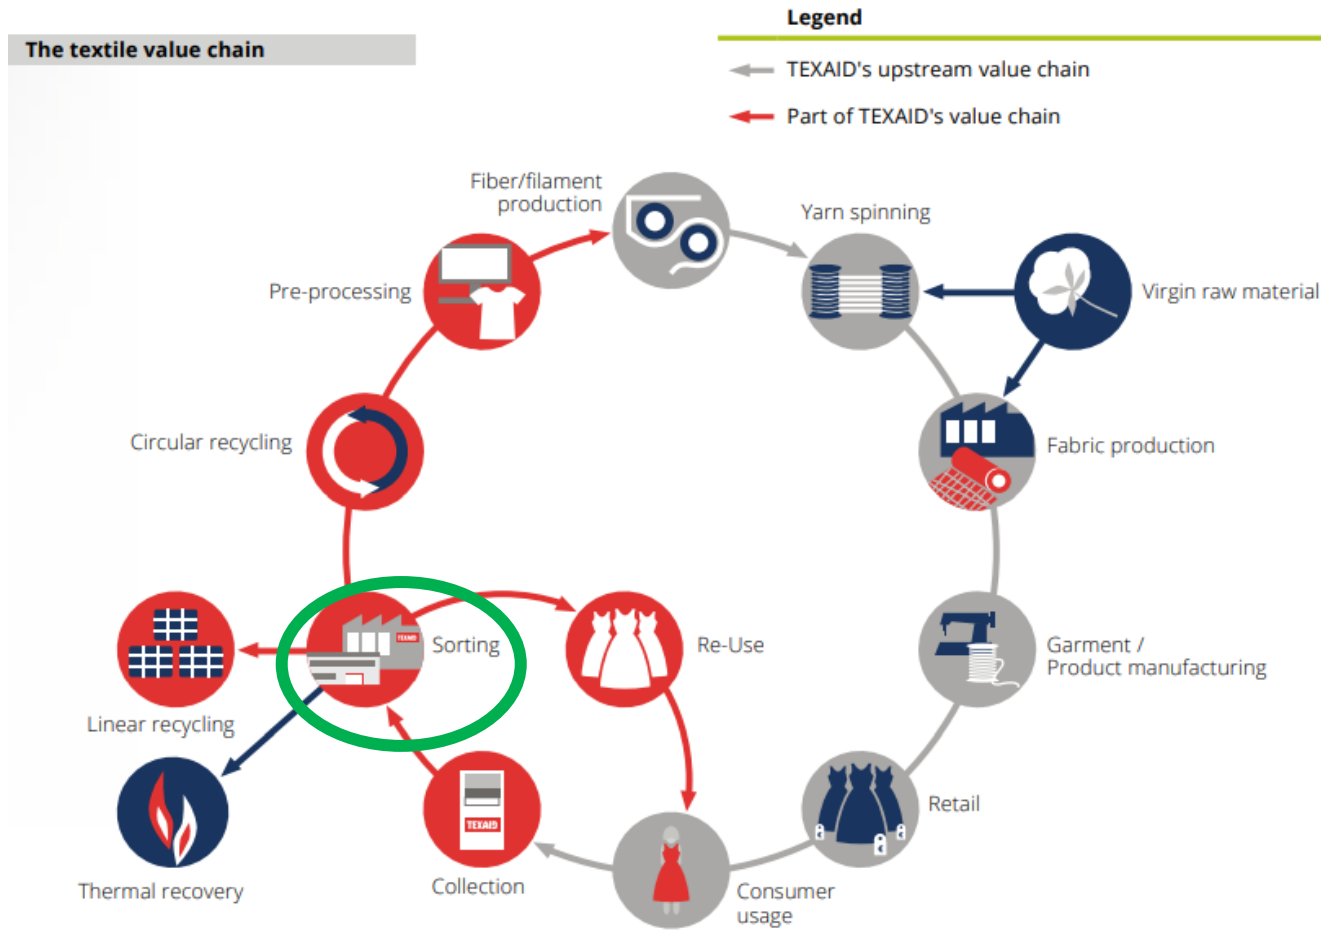 Legend
The textile value chain
TEXAID's upstream value chain
Part of TEXAID's value chain
Fiber/filament
production
Yarn spinning
Pre-processing
Virgin raw material
Circular recycling
Fabric production
TEXAID
Sorting
Re-Use
Garment /
Product manufacturing
Linear recycling
Retail
TEXAID
Thermal recovery
Collection
Consumer
usage